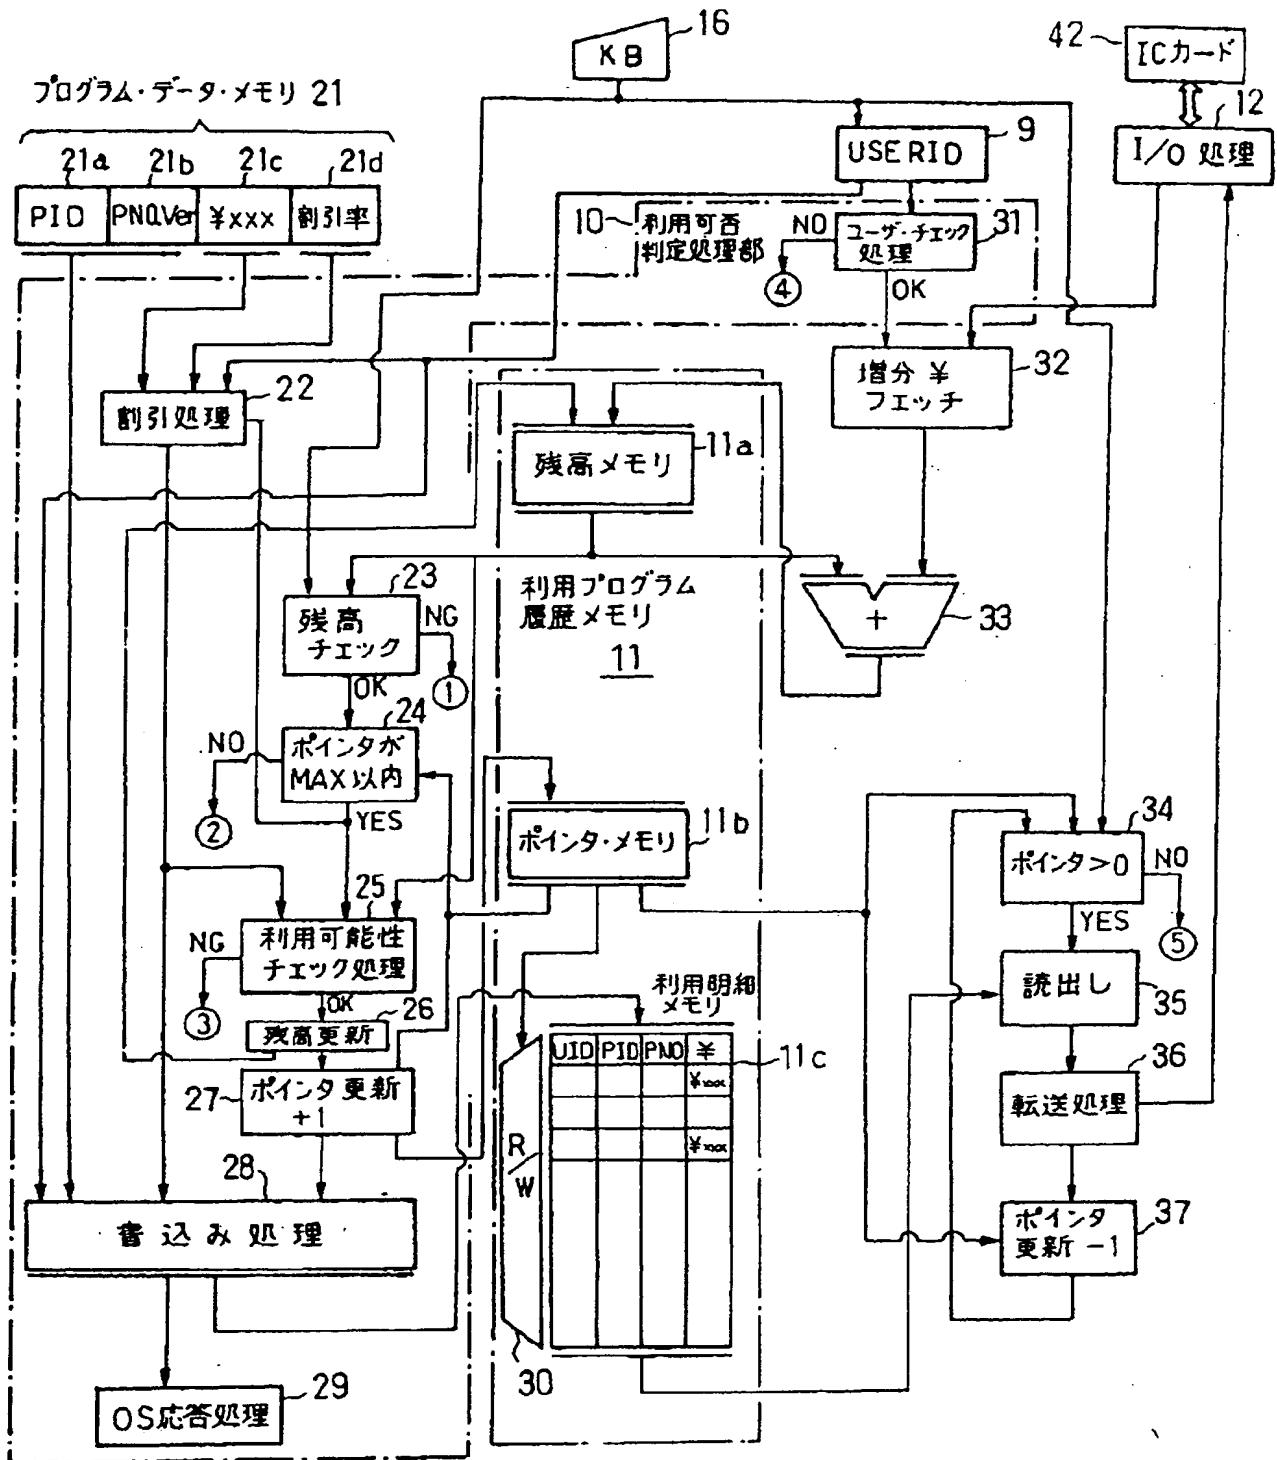 16
KB
42
ICカード
プログラム・データ・メモリ 21
12
21a
21b
21c
21d
9
I/O 処理
USERID
PID
PNO.Ver
¥xxx
割引率
10
利用可否
判定処理部
NO
ユーザ・チェック
処理
31
④
OK
22
割引処理
増分 ¥
フェッチ
32
残高メモリ
11a
23
利用プログラム
履歴メモリ
11
残高
チェック
NG
①
+
33
OK
24
NO
ポインタが
MAX以内
②
YES
ポインタ・メモリ
11b
34
ポインタ>0
NO
⑤
YES
25
NG
利用可能性
チェック処理
③
OK
26
残高更新
利用明細
メモリ
読出し
35
UID
PID
PNO
¥
11c
¥xxx
¥xxx
27
ポインタ更新
+1
36
転送処理
R/W
28
書込み処理
ポインタ
更新 -1
37
30
29
OS応答処理